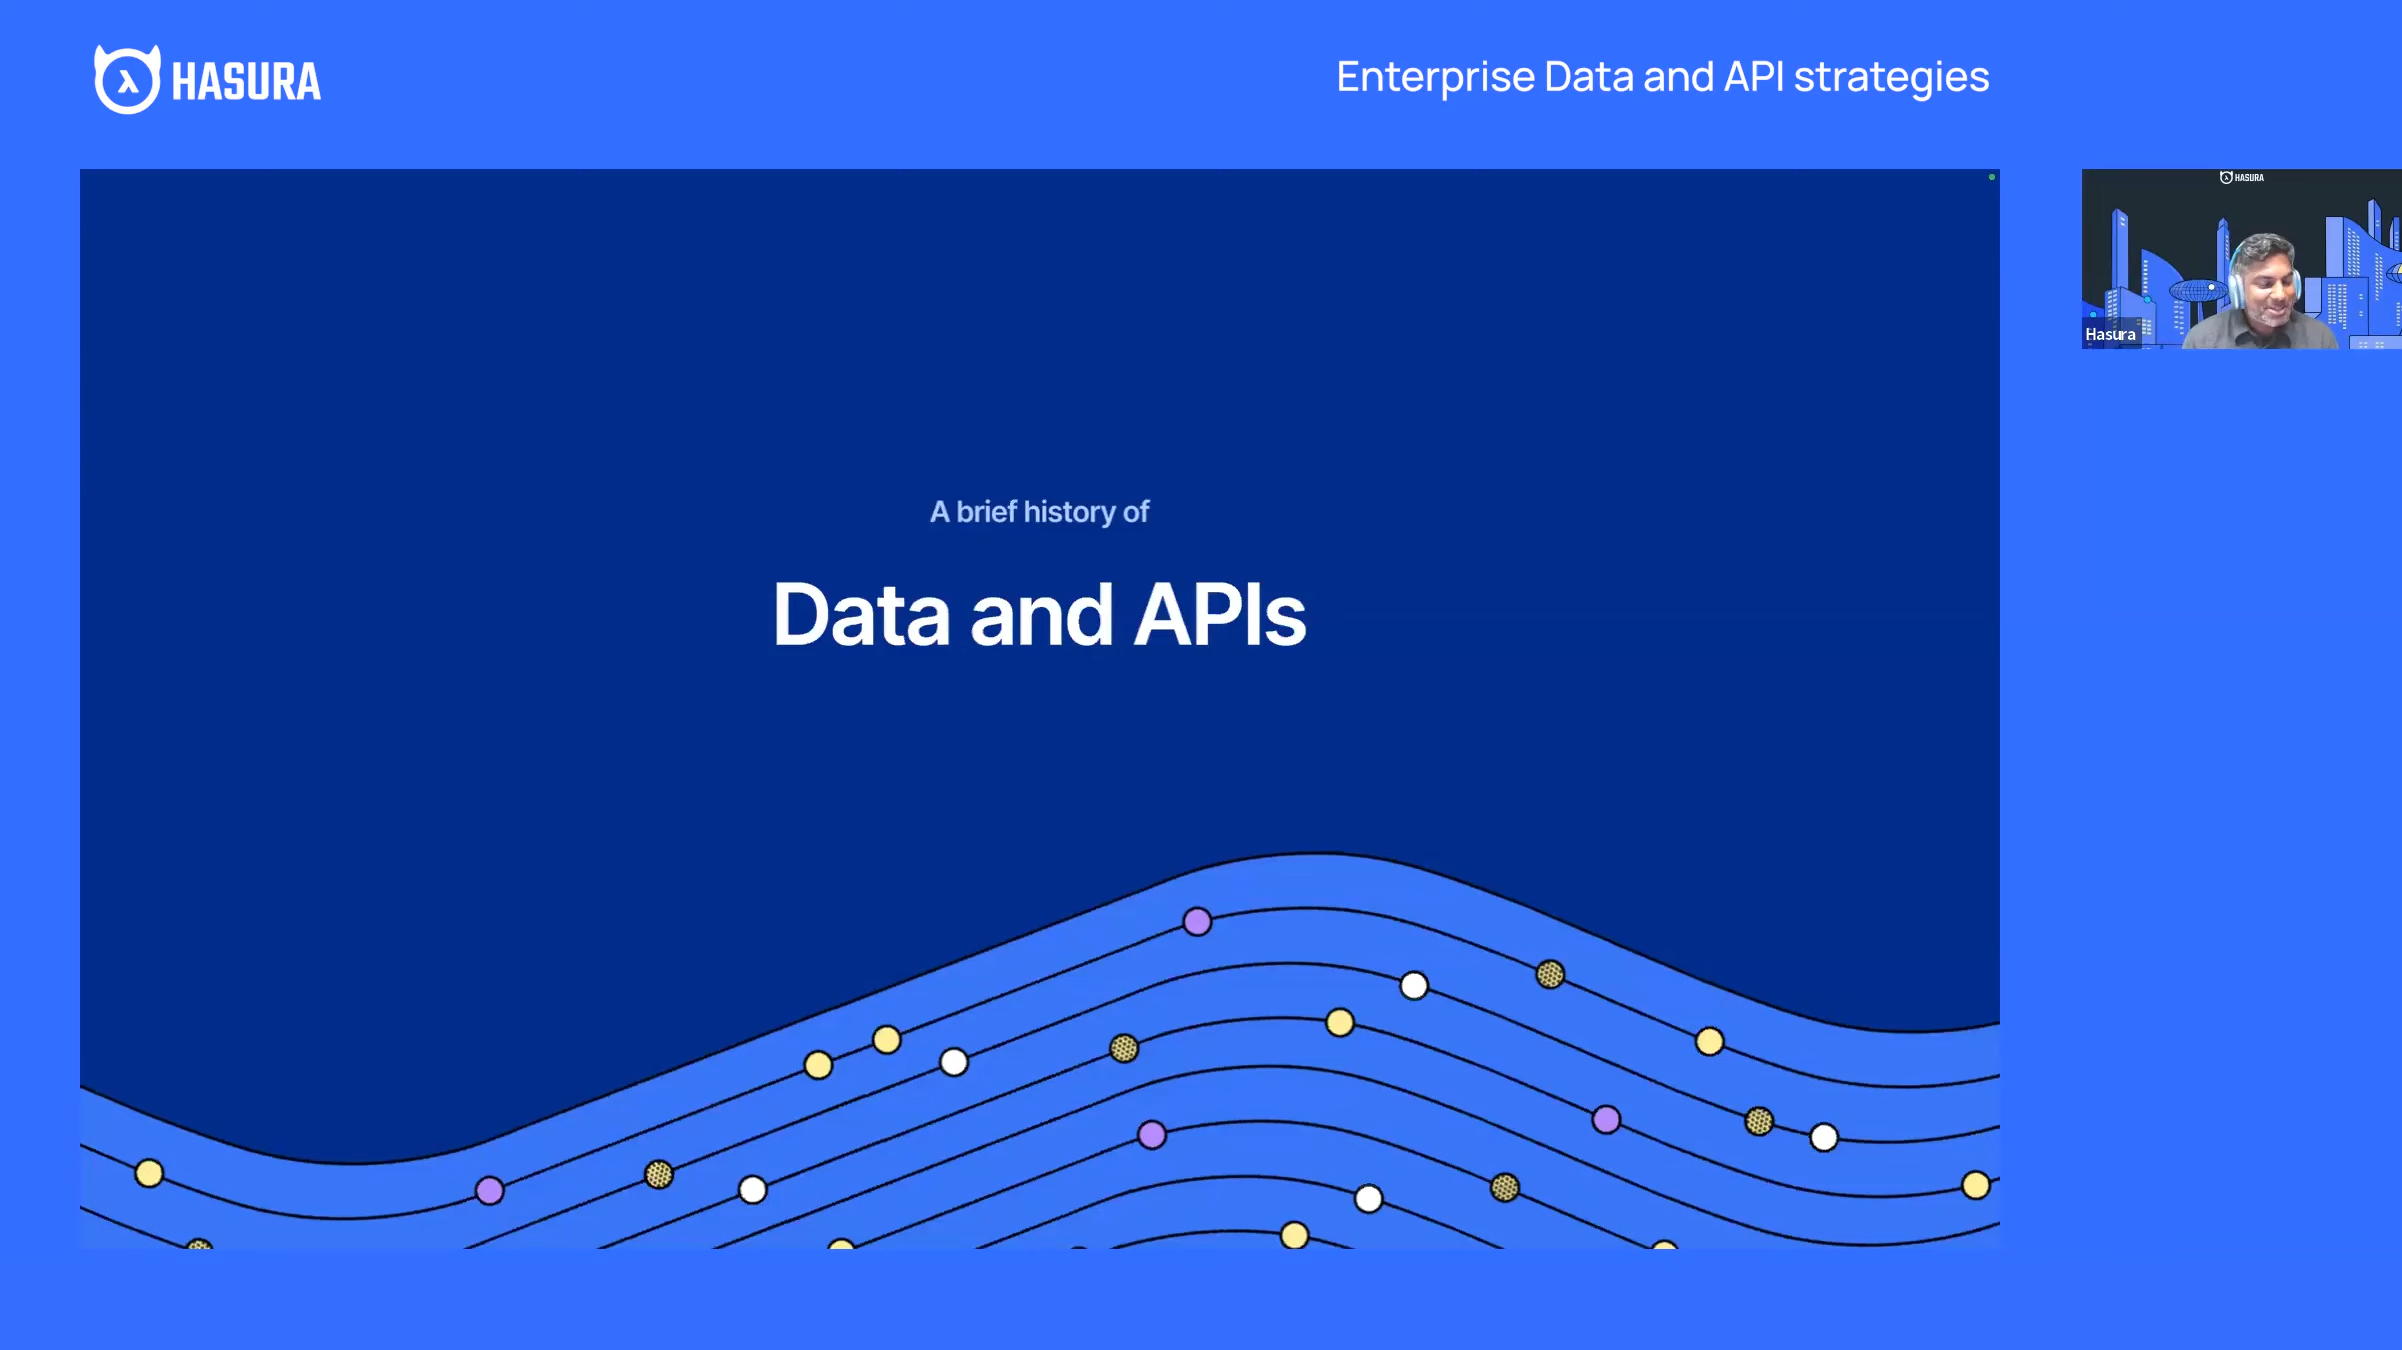 HASURA
Enterprise Data and API strategies
HASURA
A brief history of
Data and APIs
Hasura